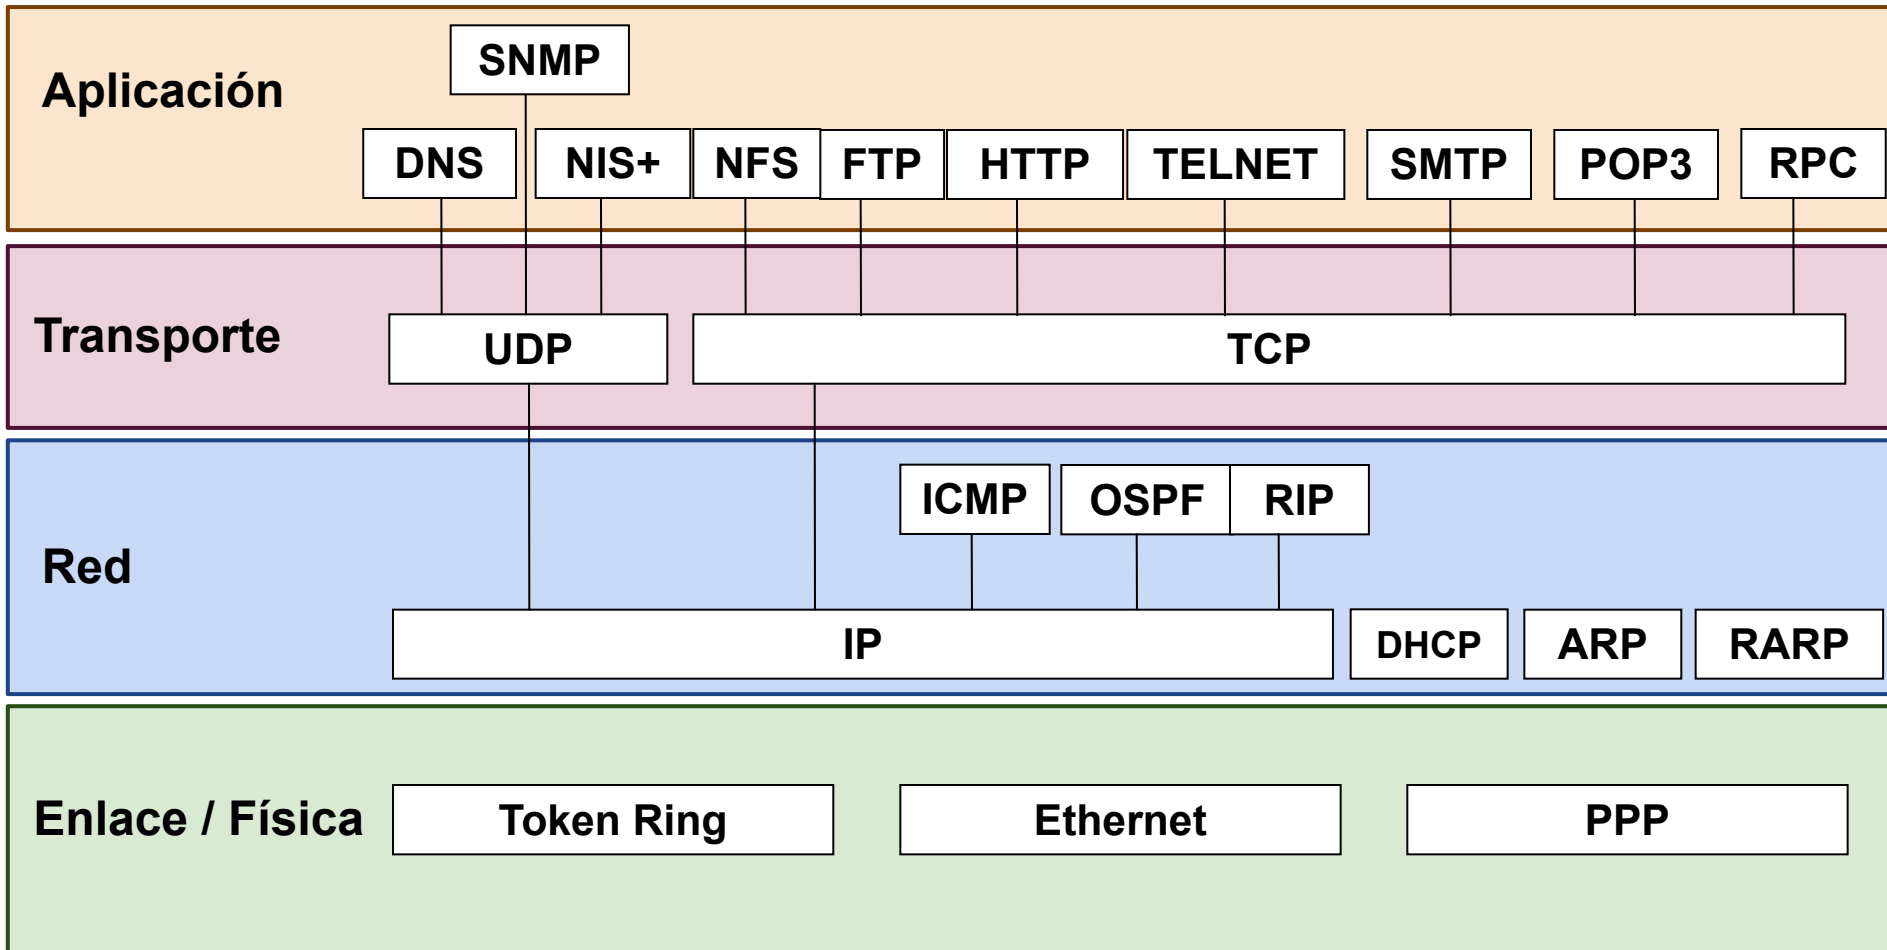 Aplicación
SNMP
DNS
NIS+
NFS
FTP
HTTP
TELNET
SMTP
POP3
RPC
Transporte
UDP
TCP
Red
ICMP
OSPF
RIP
IP
DHCP
ARP
RARP
Enlace / Física
Token Ring
Ethernet
PPP